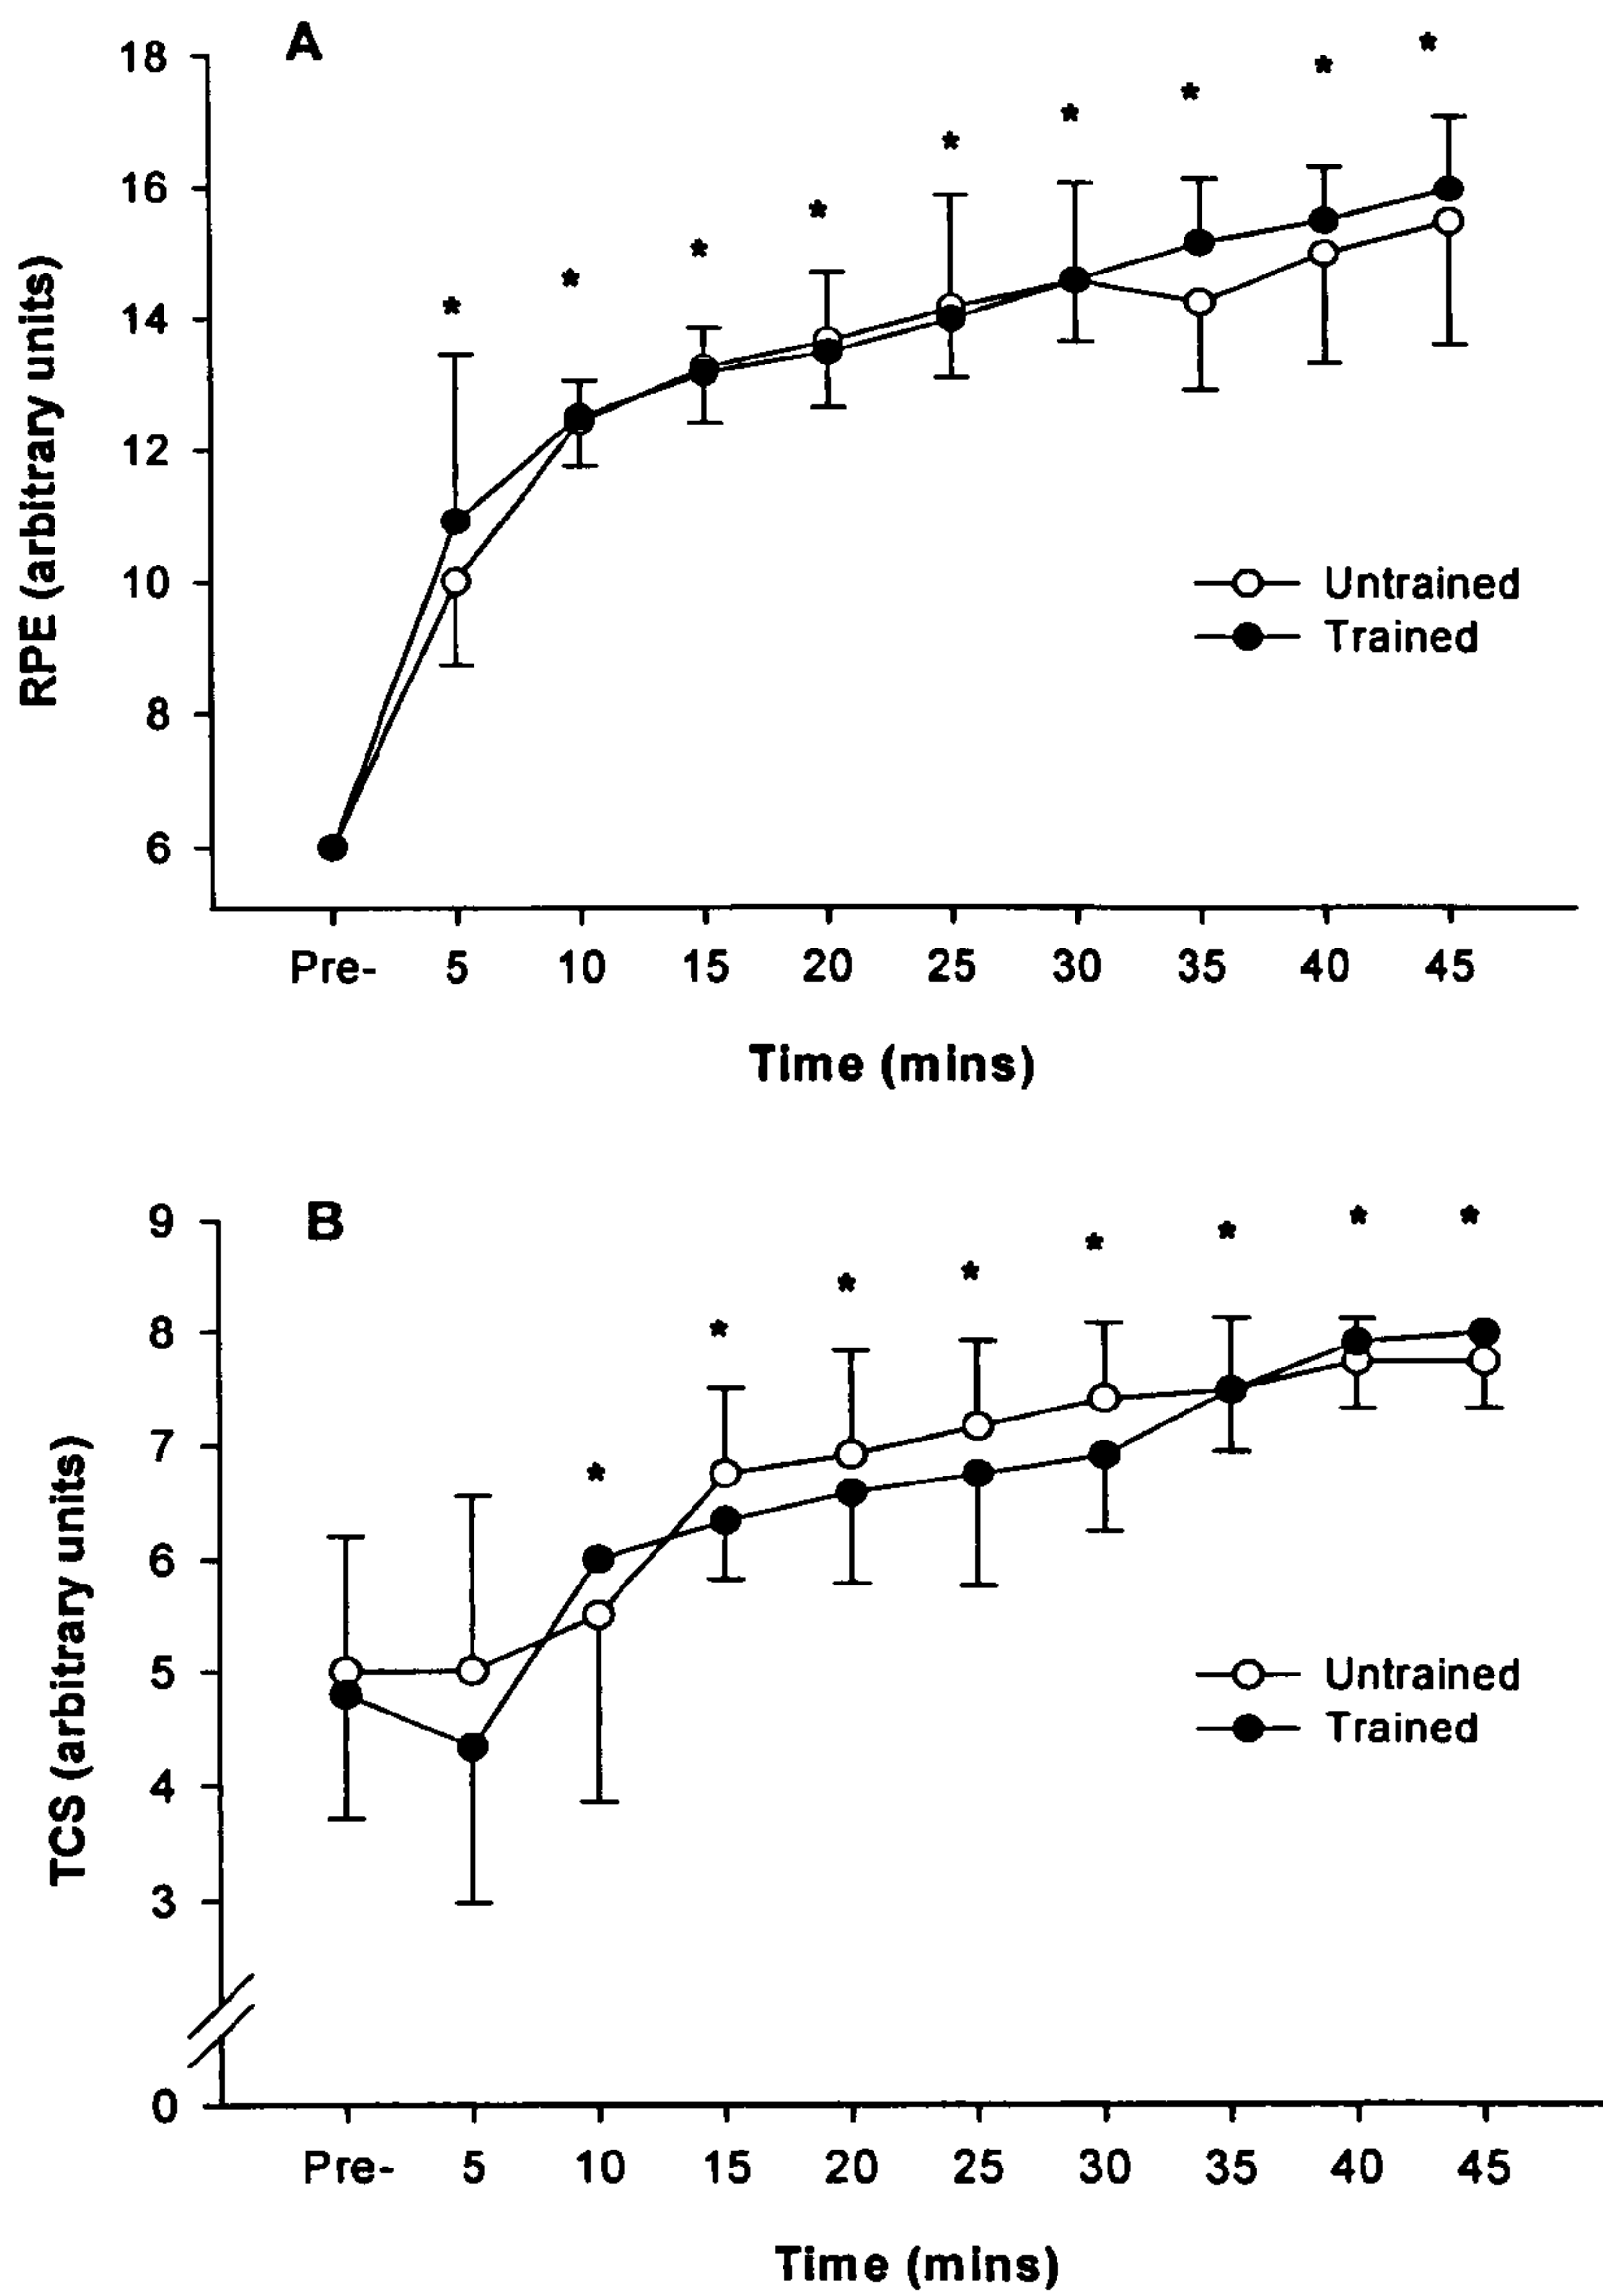 A
18
16
14
12
10
8
6
RPE (arbitrary units)
* * * * * * * * *
Untrained
Trained
Pre- 5 10 15 20 25 30 35 40 45
Time (mins)
B
9
8
7
6
5
4
3
0
TCS (arbitrary units)
* * * * * * * *
Untrained
Trained
Pre- 5 10 15 20 25 30 35 40 45
Time (mins)